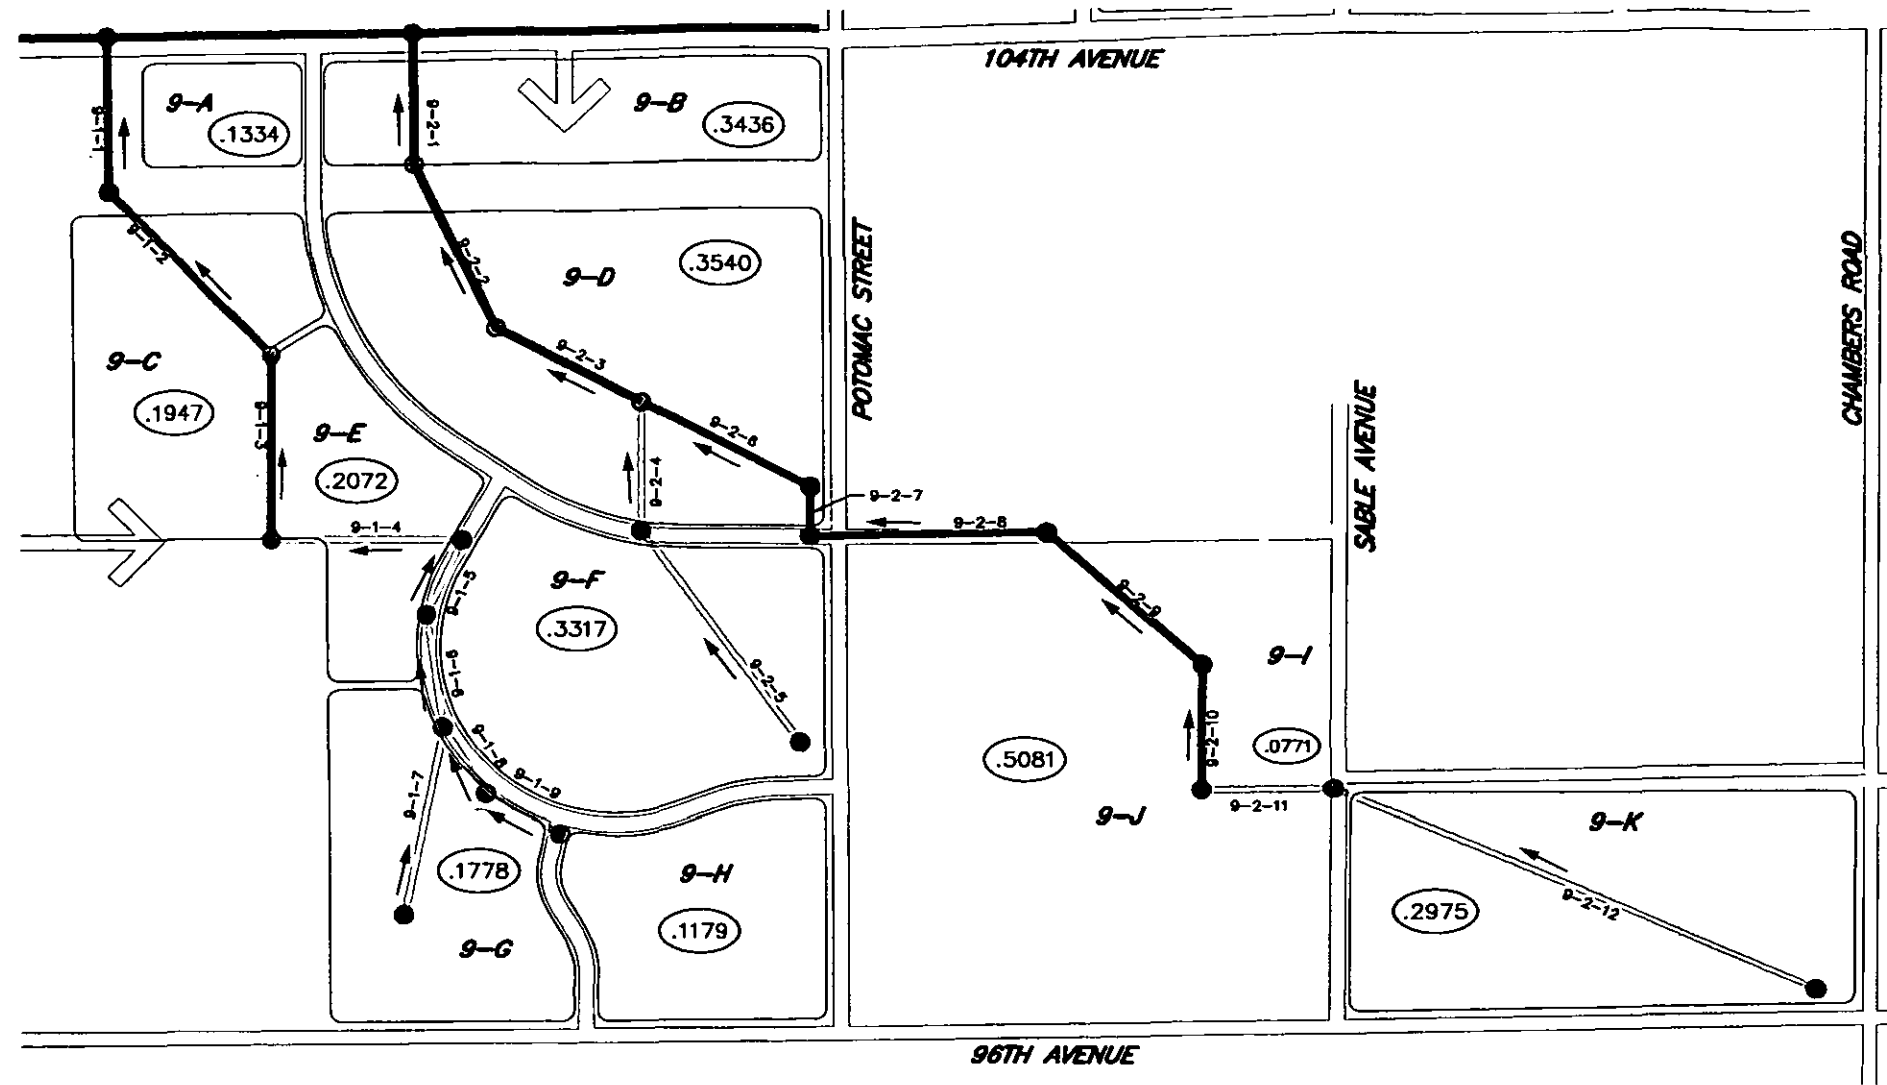 104TH AVENUE
9-A
.1334
9-B
.3436
9-1-1
9-2-1
9-1-2
9-2-2
9-D
.3540
POTOMAC STREET
CHAMBERS ROAD
9-C
.1947
9-2-3
9-1-3
9-E
.2072
9-2-6
9-2-4
9-2-7
SABLE AVENUE
9-1-4
9-2-8
9-1-5
9-F
.3317
9-2-9
9-I
9-1-6
9-2-5
9-1-8
9-1-9
9-1-7
.5081
9-2-10
.0771
9-J
9-2-11
9-K
9-2-12
.2975
.1778
9-G
9-H
.1179
96TH AVENUE